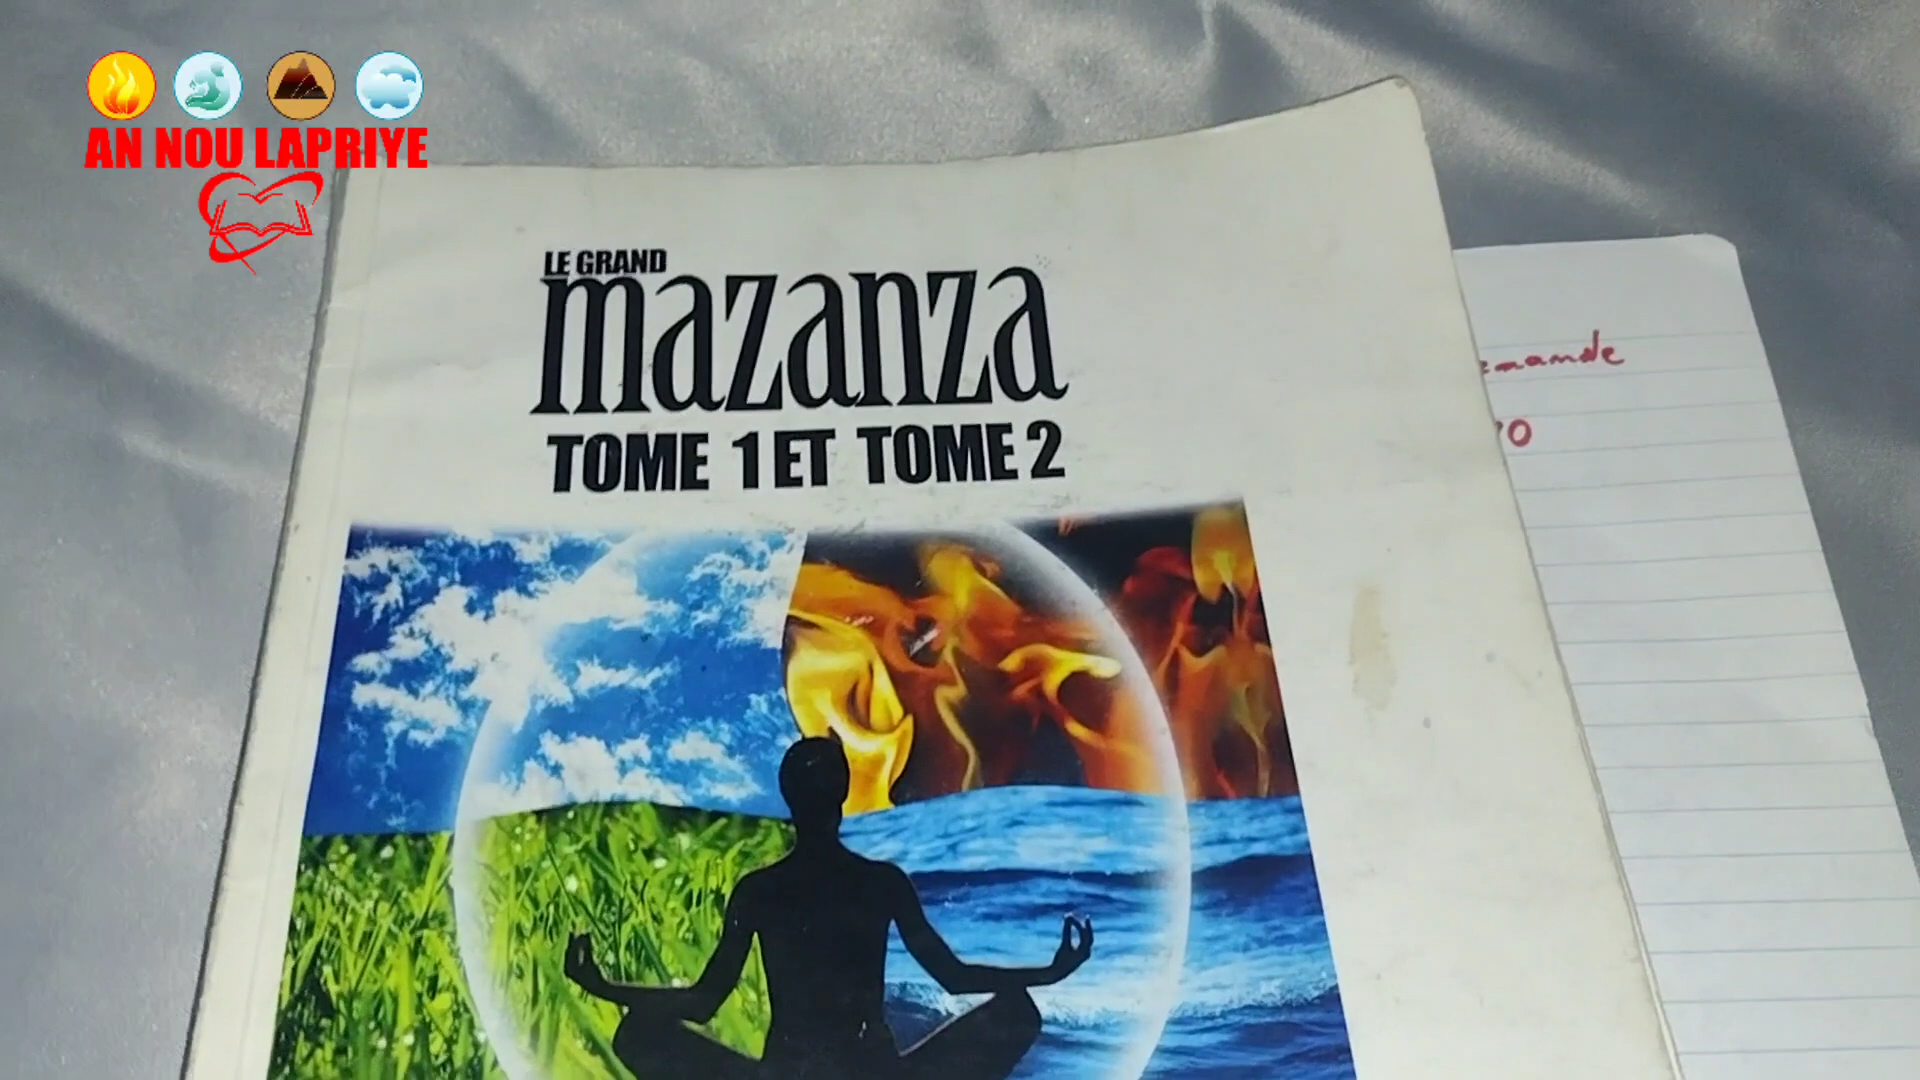 AN NOU LAPRIYE
LE GRAND
mazanza
TOME 1 ET TOME 2